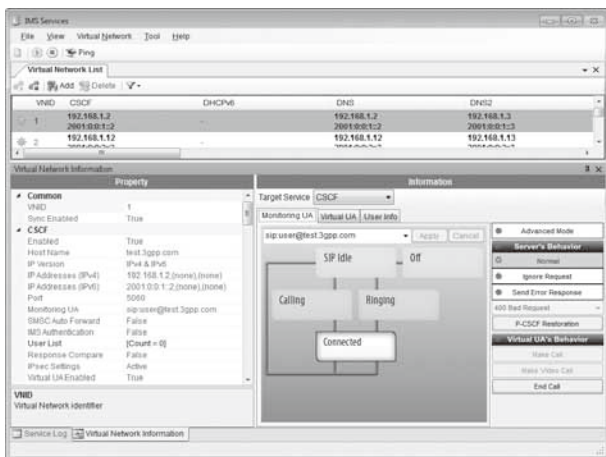 IMS Services
File View Virtual Network Tool Help
Ping
Virtual Network List
Add Delete
VNID CSCF DHCPv6 DNS DNS2
1 192.168.1.2 - 192.168.1.2 192.168.1.3
2001:0:0:1::2 2001:0:0:1::2 2001:0:0:1::3
2 192.168.1.12 - 192.168.1.12 192.168.1.13
Virtual Network Information
Property
Information
Common
VNID 1
Sync Enabled True
CSCF
Enabled True
Host Name test.3gpp.com
IP Version IPv4 & IPv6
IP Addresses (IPv4) 192.168.1.2,(none),(none)
IP Addresses (IPv6) 2001:0:0:1::2,(none),(none)
Port 5060
Monitoring UA sip:user@test.3gpp.com
SMSC Auto Forward False
IMS Authentication False
User List [Count = 0]
Response Compare False
IPsec Settings Active
Virtual UA Enabled True
VNID
Virtual Network identifier
Target Service CSCF
Monitoring UA Virtual UA User Info
sip:user@test.3gpp.com Apply Cancel
SIP Idle Off
Calling Ringing
Connected
Advanced Mode
Server's Behavior
Normal
Ignore Request
Send Error Response
400 Bad Request
P-CSCF Restoration
Virtual UA's Behavior
Make Call
Make Video Call
End Call
Service Log Virtual Network Information